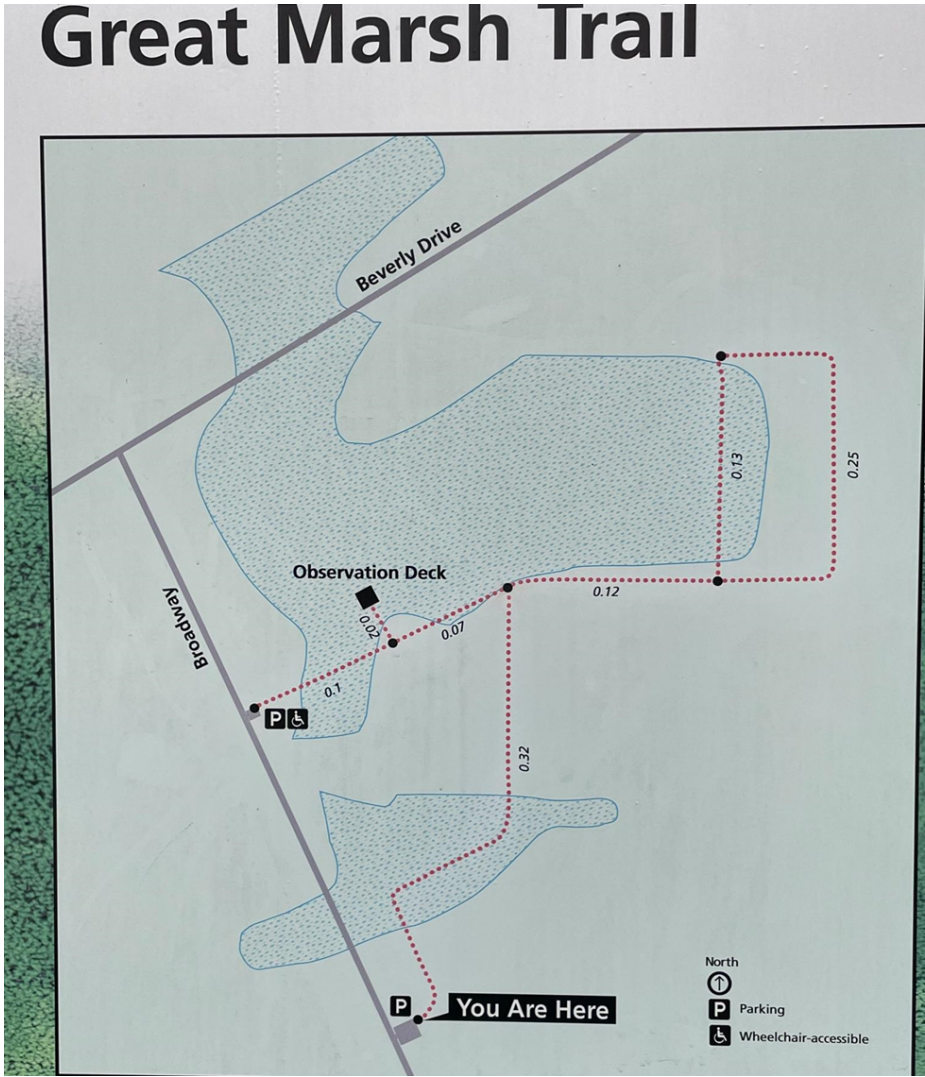 Great Marsh Trail
Beverly Drive
0.13
0.25
Observation Deck
0.12
0.02
0.07
Broadway
0.1
P
0.32
North
P You Are Here
P Parking
Wheelchair-accessible